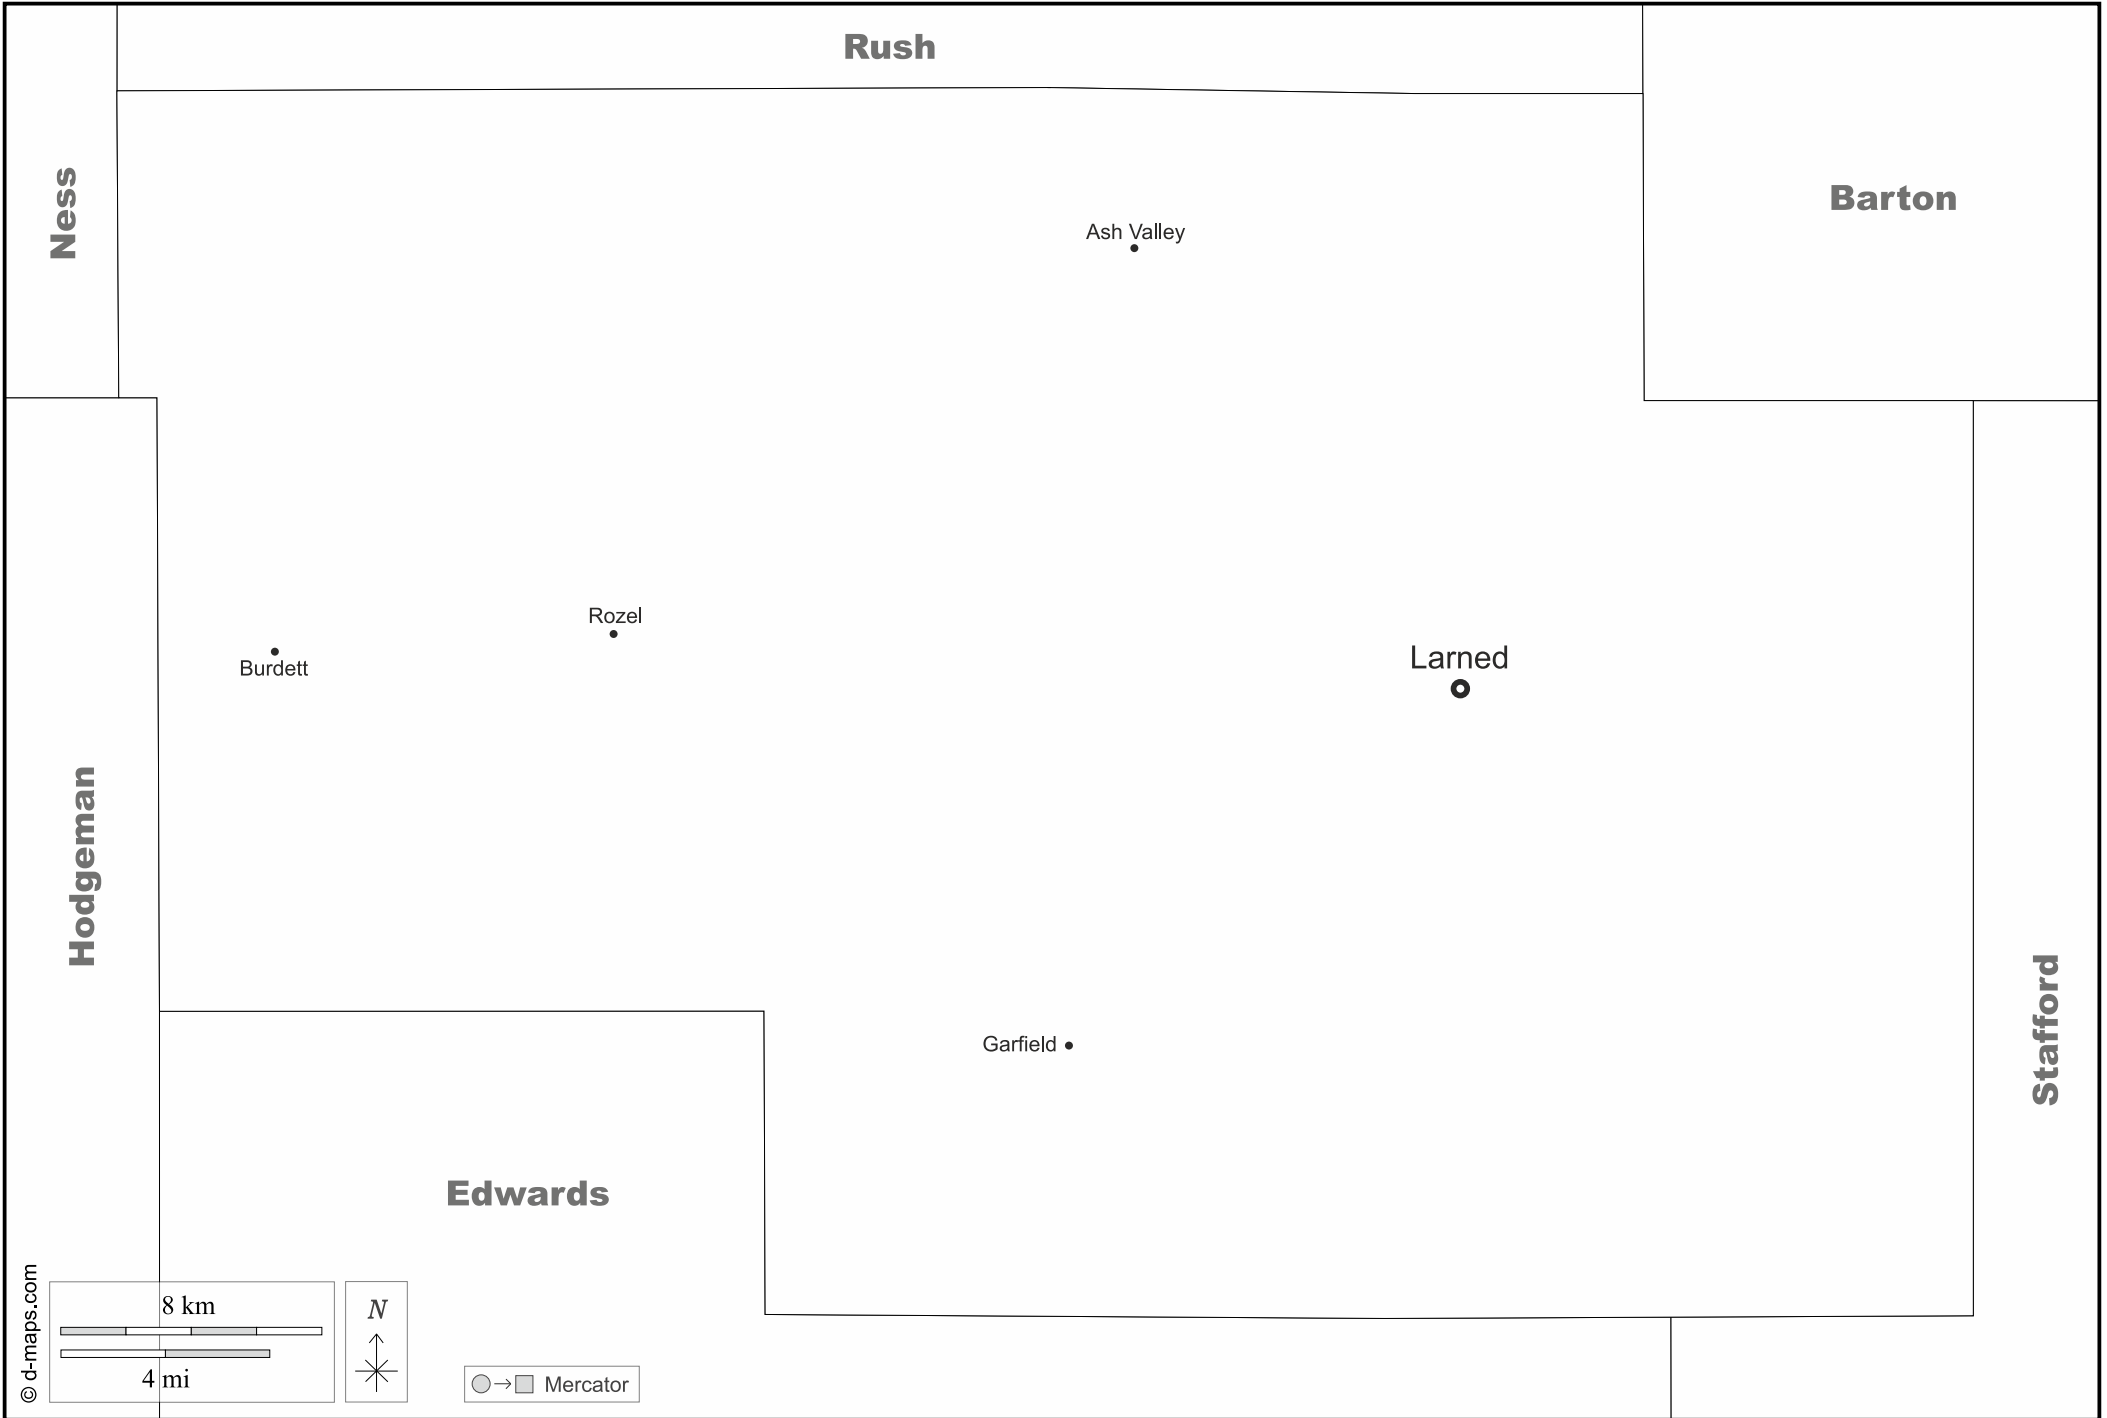 Rush
Ness
Barton
Ash Valley
Rozel
Burdett
Larned
Hodgeman
Stafford
Garfield
Edwards
© d-maps.com
8 km
4 mi
N
Mercator